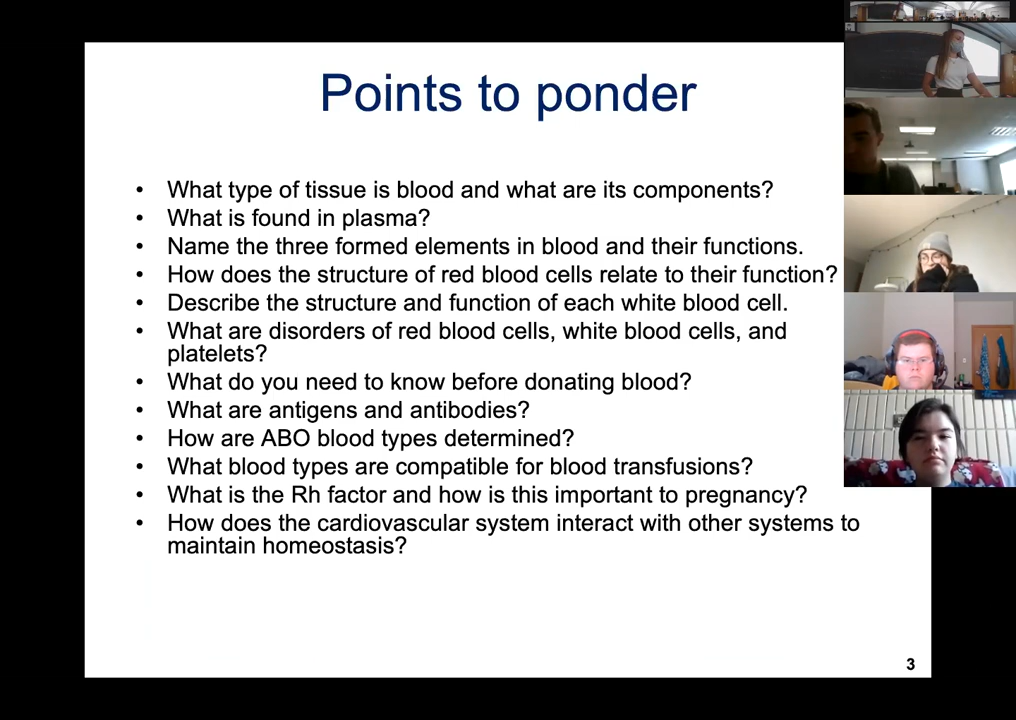 Points to ponder
• What type of tissue is blood and what are its components?
• What is found in plasma?
• Name the three formed elements in blood and their functions.
• How does the structure of red blood cells relate to their function?
• Describe the structure and function of each white blood cell.
• What are disorders of red blood cells, white blood cells, and
platelets?
• What do you need to know before donating blood?
• What are antigens and antibodies?
• How are ABO blood types determined?
• What blood types are compatible for blood transfusions?
• What is the Rh factor and how is this important to pregnancy?
• How does the cardiovascular system interact with other systems to
maintain homeostasis?
3